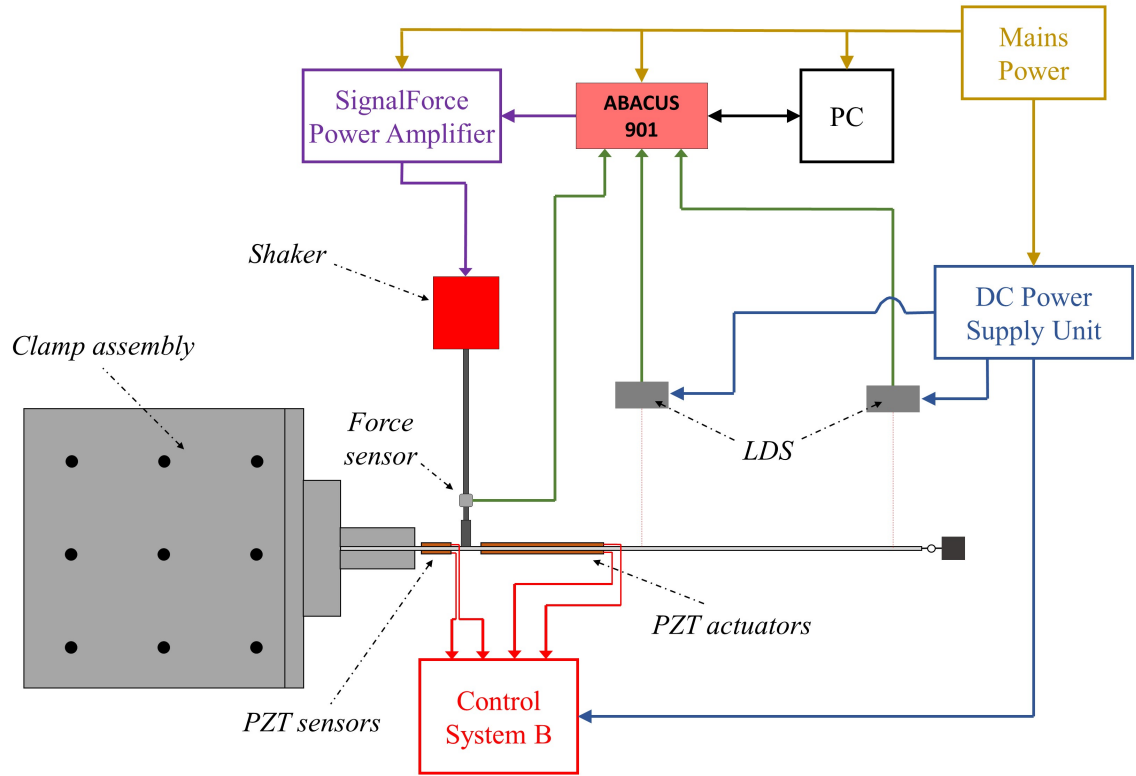 Mains
Power
SignalForce
Power Amplifier
ABACUS
901
PC
Shaker
DC Power
Supply Unit
Clamp assembly
Force
sensor
LDS
PZT actuators
PZT sensors
Control
System B